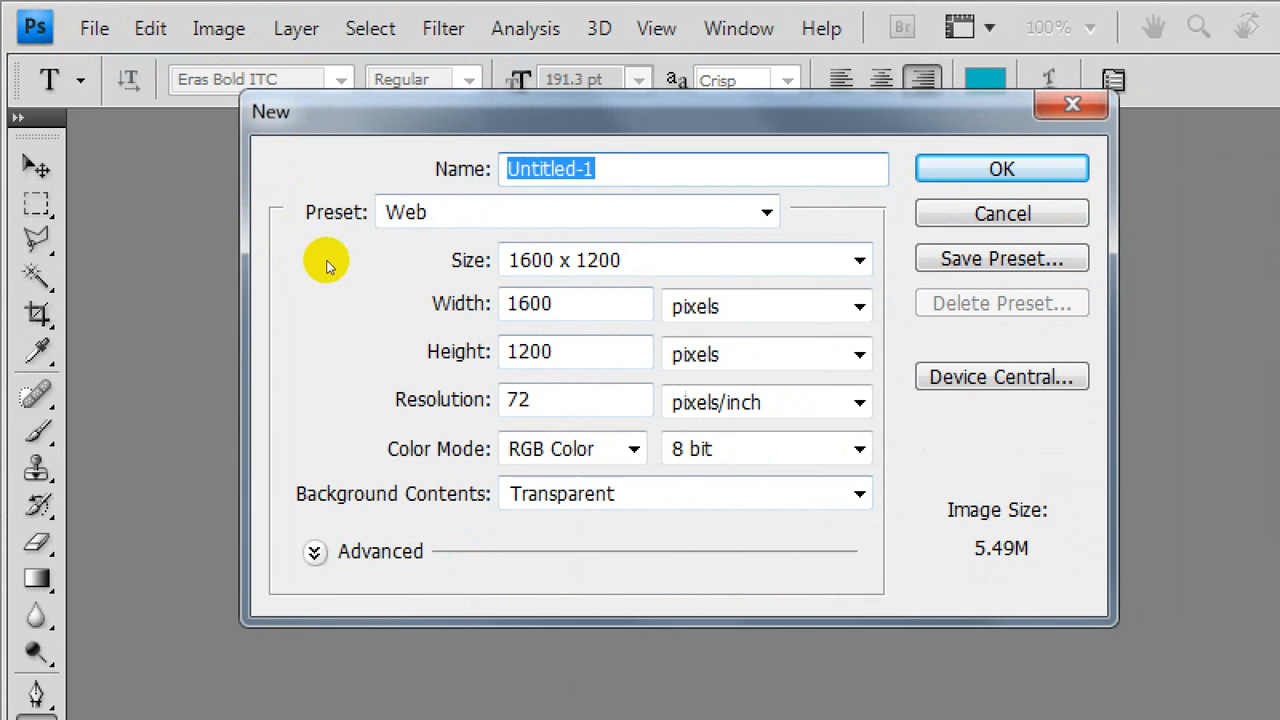 Ps File Edit Image Layer Select Filter Analysis 3D View Window Help Br 100%
T T Eras Bold ITC Regular T 191.3 pt aa Crisp
New
Name: Untitled-1 OK
Preset: Web Cancel
Size: 1600 x 1200 Save Preset...
Width: 1600 pixels Delete Preset...
Height: 1200 pixels
Resolution: 72 pixels/inch Device Central...
Color Mode: RGB Color 8 bit
Background Contents: Transparent
Image Size:
Advanced 5.49M